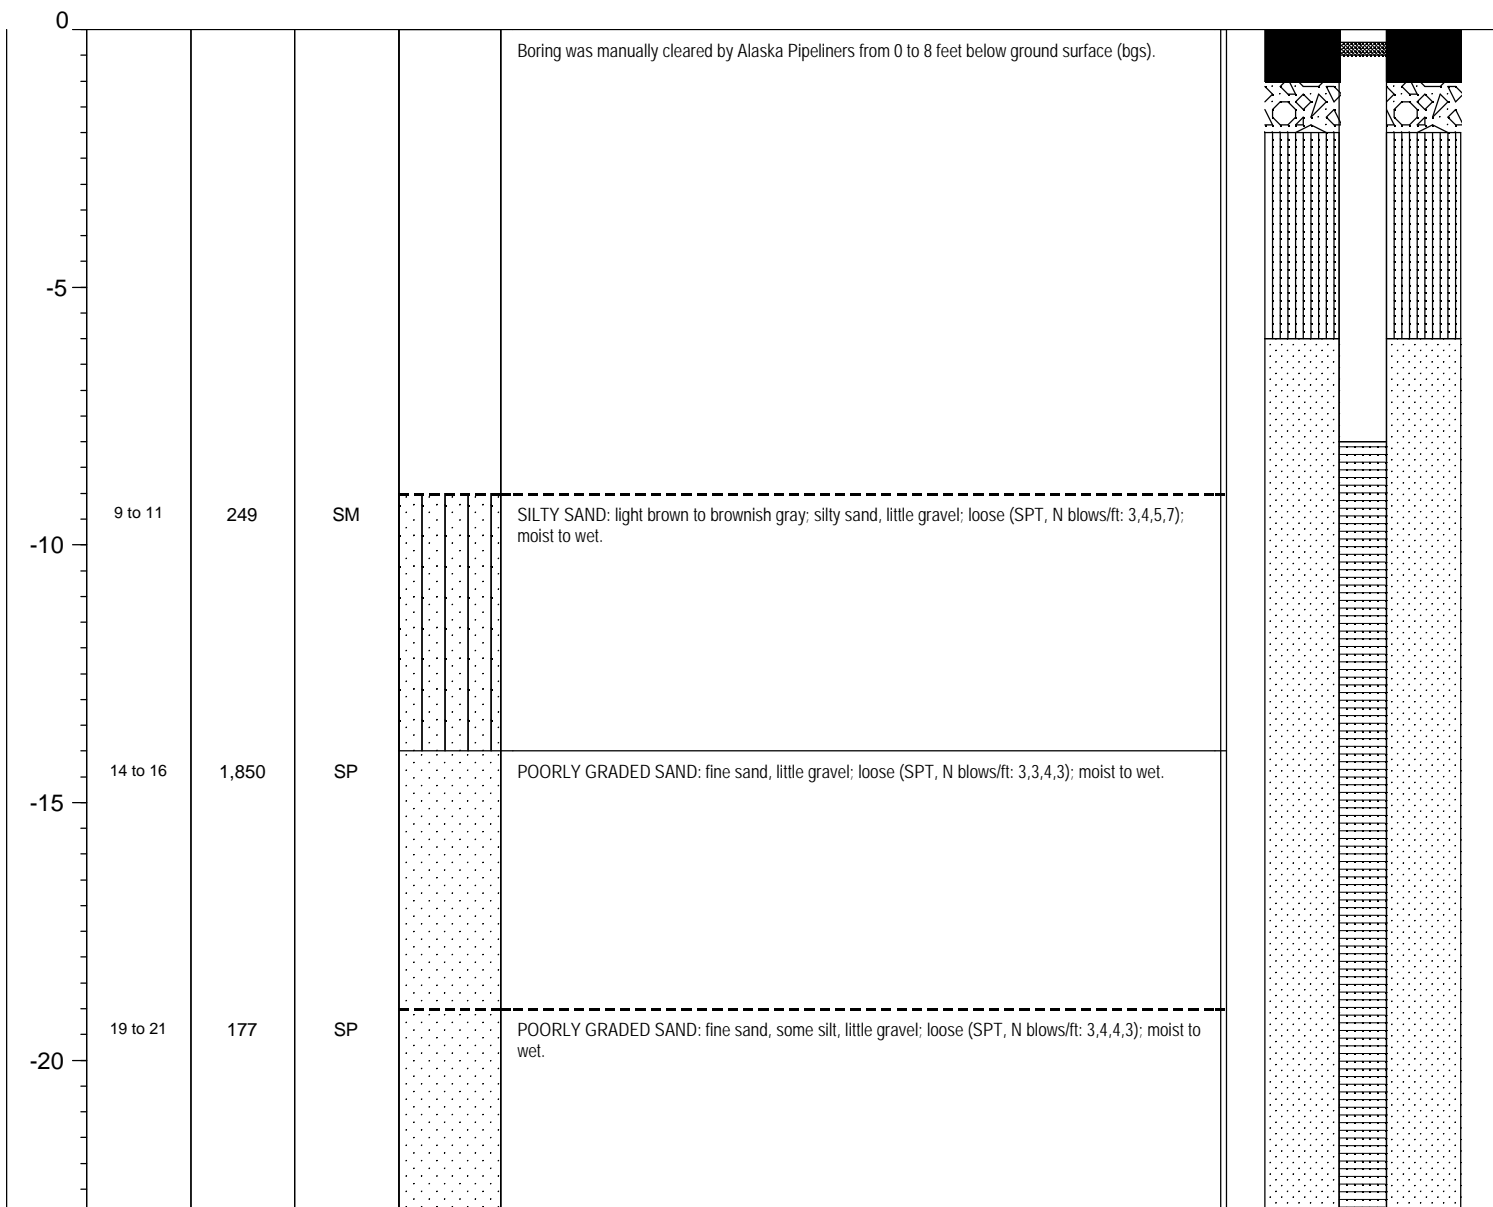 0
Boring was manually cleared by Alaska Pipeliners from 0 to 8 feet below ground surface (bgs).
-5
9 to 11 249 SM SILTY SAND: light brown to brownish gray; silty sand, little gravel; loose (SPT, N blows/ft: 3,4,5,7);
moist to wet.
-10
14 to 16 1,850 SP POORLY GRADED SAND: fine sand, little gravel; loose (SPT, N blows/ft: 3,3,4,3); moist to wet.
-15
19 to 21 177 SP POORLY GRADED SAND: fine sand, some silt, little gravel; loose (SPT, N blows/ft: 3,4,4,3); moist to
wet.
-20